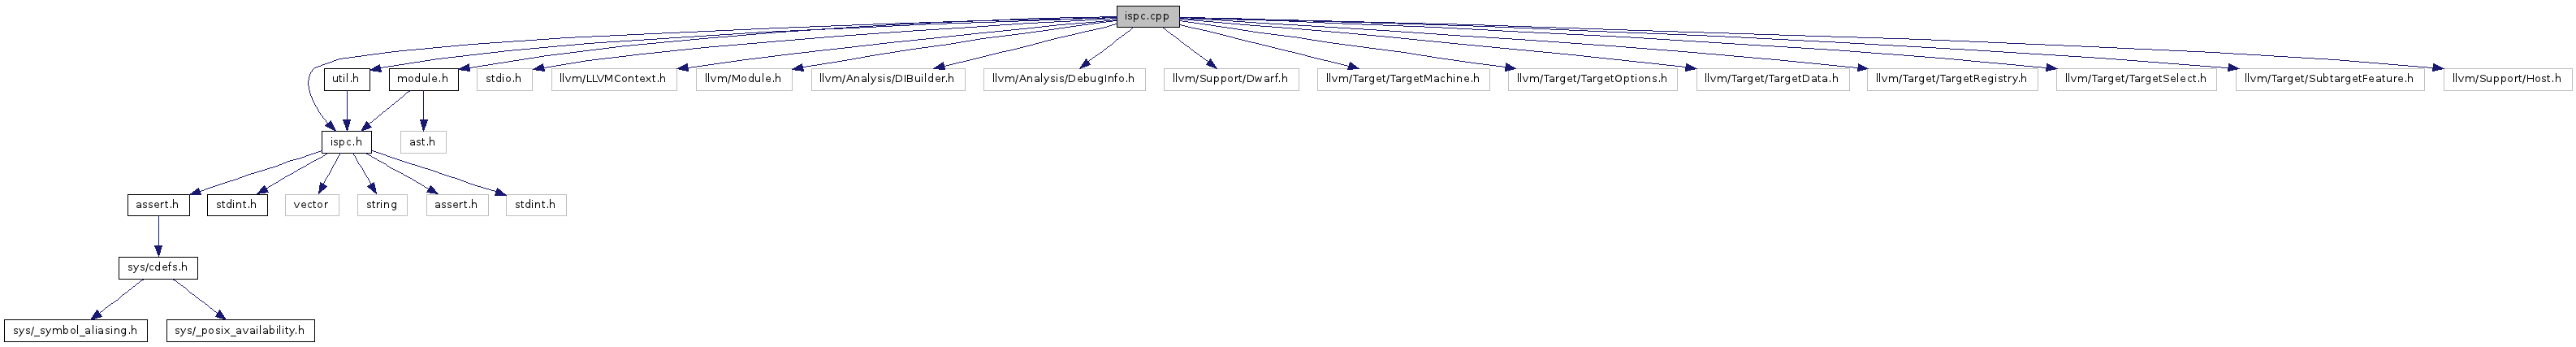 ispc.cpp
util.h
module.h
stdio.h
llvm/LLVMContext.h
llvm/Module.h
llvm/Analysis/DIBuilder.h
llvm/Analysis/DebugInfo.h
llvm/Support/Dwarf.h
llvm/Target/TargetMachine.h
llvm/Target/TargetOptions.h
llvm/Target/TargetData.h
llvm/Target/TargetRegistry.h
llvm/Target/TargetSelect.h
llvm/Target/SubtargetFeature.h
llvm/Support/Host.h
ispc.h
ast.h
assert.h
stdint.h
vector
string
assert.h
stdint.h
sys/cdefs.h
sys/_symbol_aliasing.h
sys/_posix_availability.h